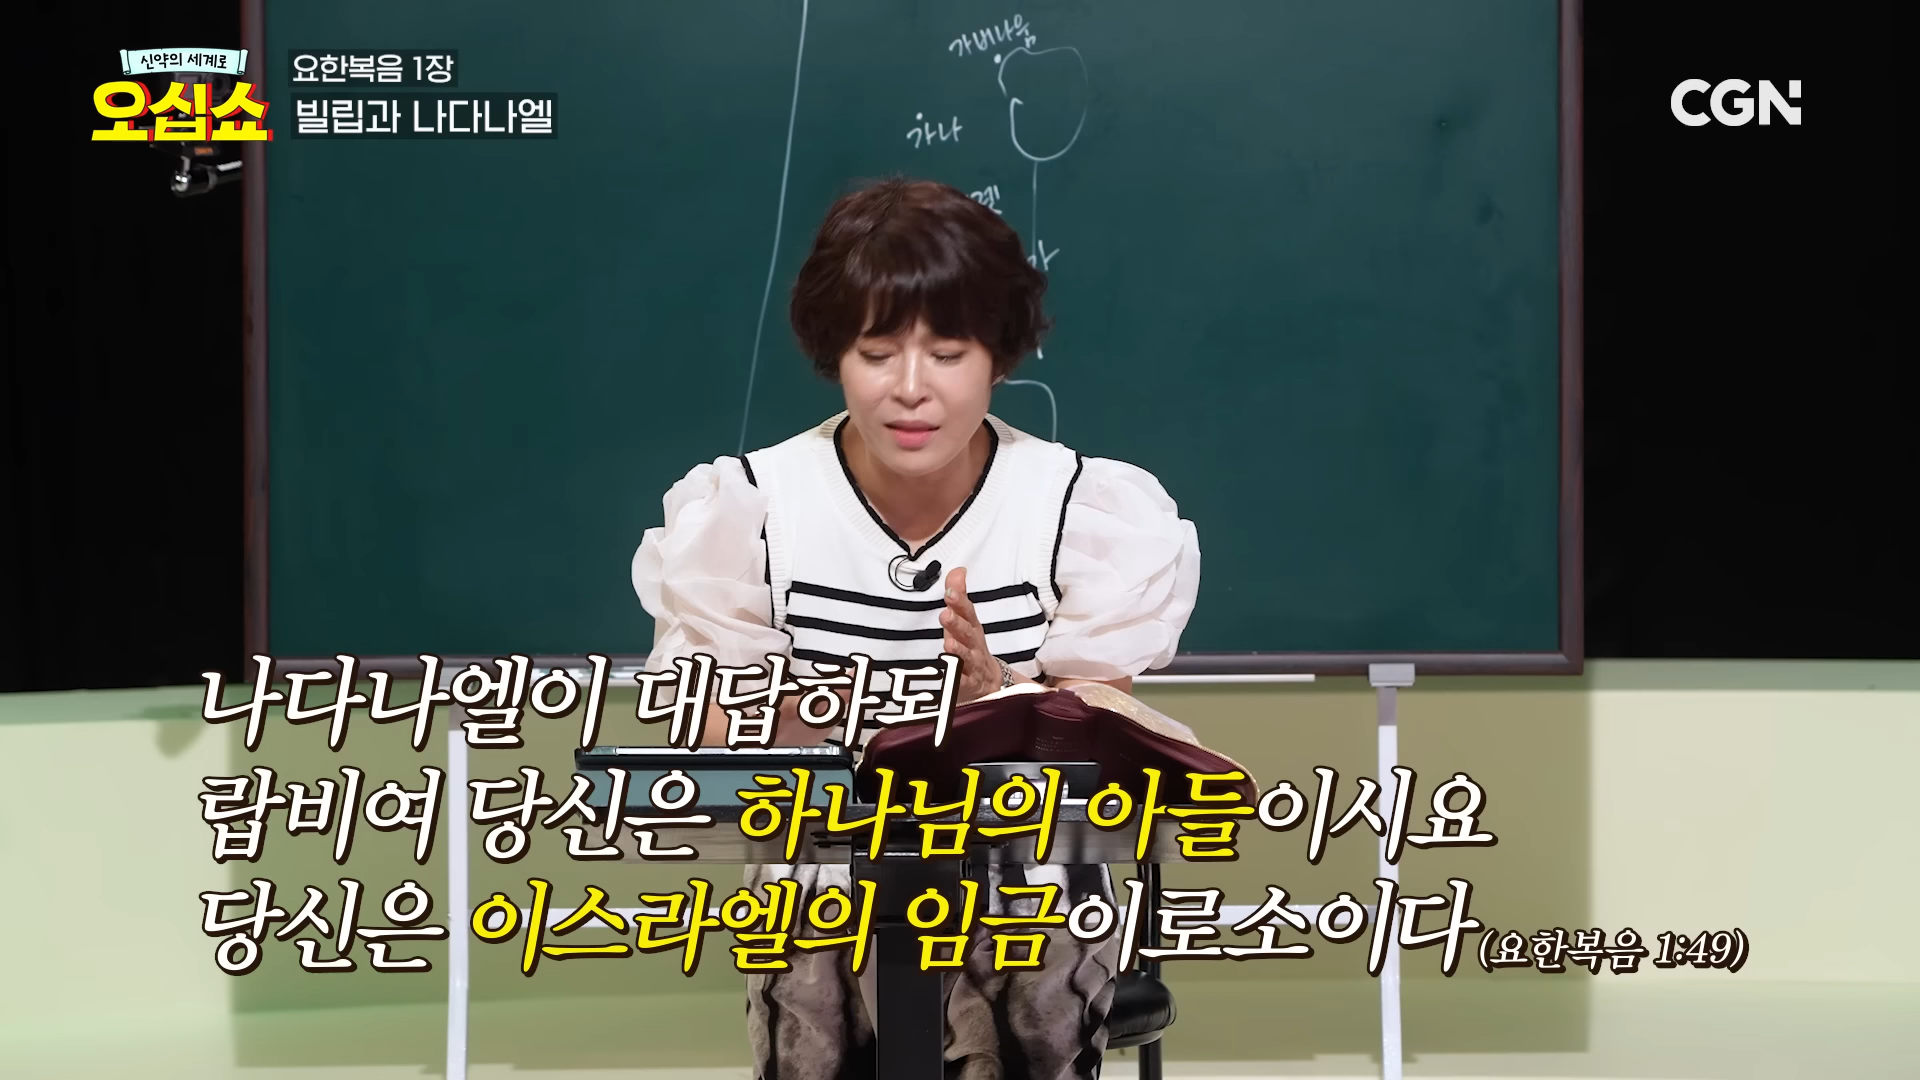 신약의 세계로
오십쇼
요한복음 1장
빌립과 나다나엘
CGN
가버나움
가나
렛
가
나다나엘이 대답하되
랍비여 당신은 하나님의 아들이시요
당신은 이스라엘의 임금이로소이다 (요한복음 1:49)